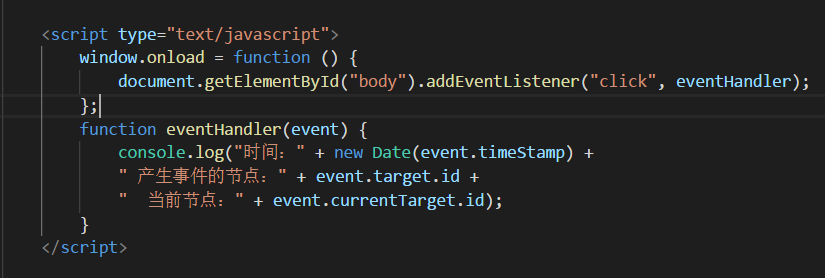 <script type="text/javascript">
    window.onload = function () {
        document.getElementById("body").addEventListener("click", eventHandler);
    };
    function eventHandler(event) {
        console.log("时间：" + new Date(event.timeStamp) +
        " 产生事件的节点：" + event.target.id +
        "  当前节点：" + event.currentTarget.id);
    }
</script>